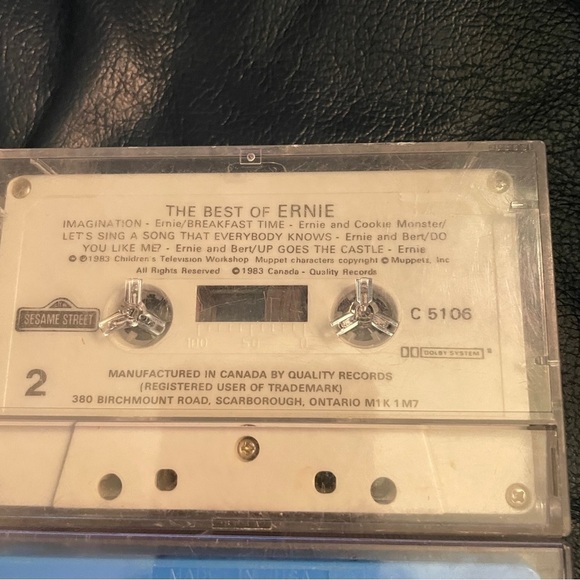 THE BEST OF ERNIE
IMAGINATION - Ernie/BREAKFAST TIME - Ernie and Cookie Monster/
LET'S SING A SONG THAT EVERYBODY KNOWS - Ernie and Bert/DO
YOU LIKE ME? - Ernie and Bert/UP GOES THE CASTLE - Ernie
© ℗ 1983 Children's Television Workshop Muppet characters copyright © Muppets, Inc
All Rights Reserved ℗ 1983 Canada - Quality Records
SESAME STREET
C 5106
100 50 0
DOLBY SYSTEM
2
MANUFACTURED IN CANADA BY QUALITY RECORDS
(REGISTERED USER OF TRADEMARK)
380 BIRCHMOUNT ROAD, SCARBOROUGH, ONTARIO M1K 1M7